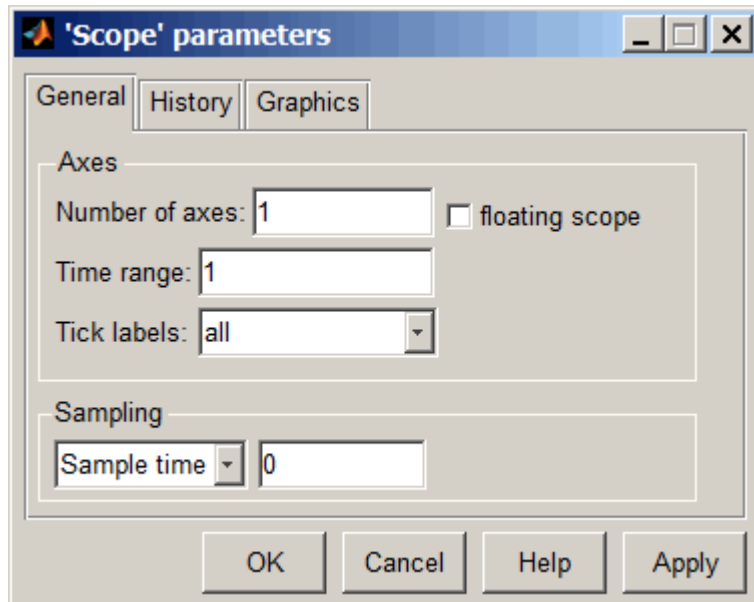 'Scope' parameters
General History Graphics
Axes
Number of axes: 1 floating scope
Time range: 1
Tick labels: all
Sampling
Sample time 0
OK Cancel Help Apply